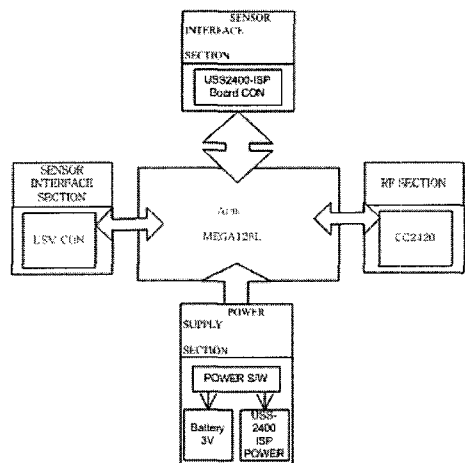 SENSOR
INTERFACE
SECTION
USS2400-ISP
Board CON
SENSOR
INTERFACE
SECTION
CON
RF SECTION
CC2420
MEGA128L
POWER
SUPPLY
SECTION
POWER S/W
Battery
3V
USS-
2400
ISP
POWER